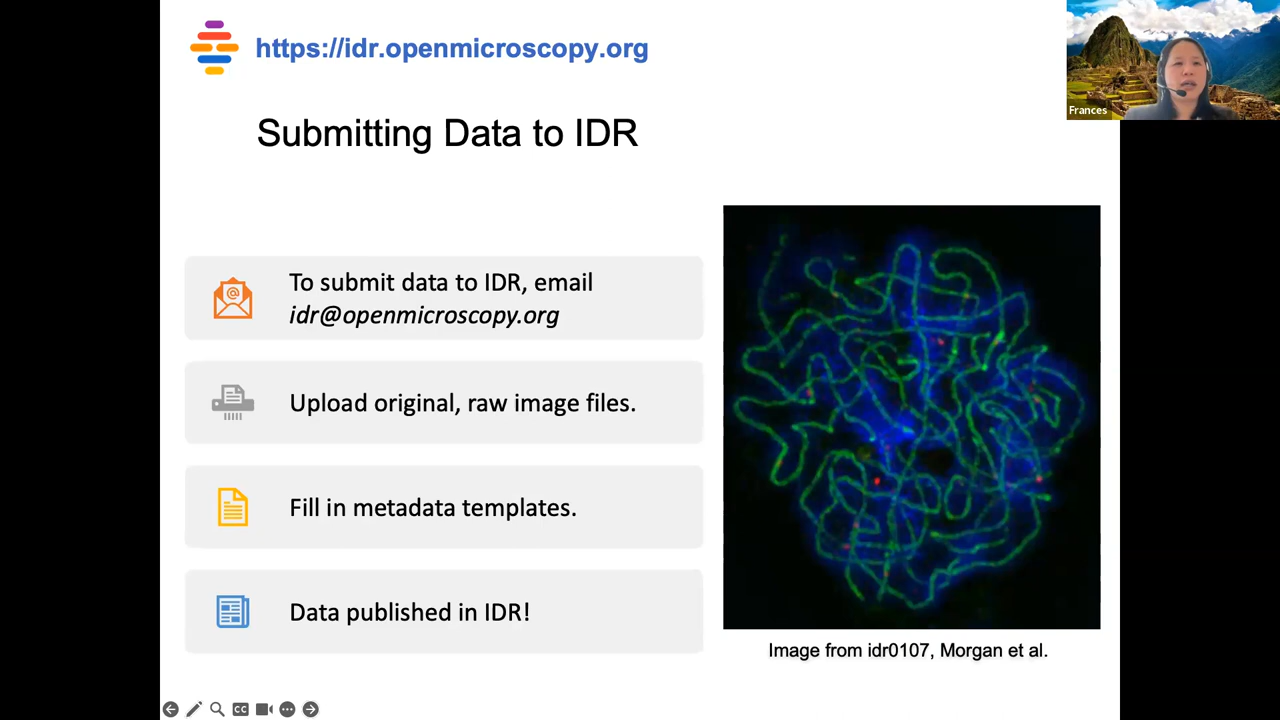 https://idr.openmicroscopy.org
Frances
Submitting Data to IDR
To submit data to IDR, email
idr@openmicroscopy.org
Upload original, raw image files.
Fill in metadata templates.
Data published in IDR!
Image from idr0107, Morgan et al.
CC